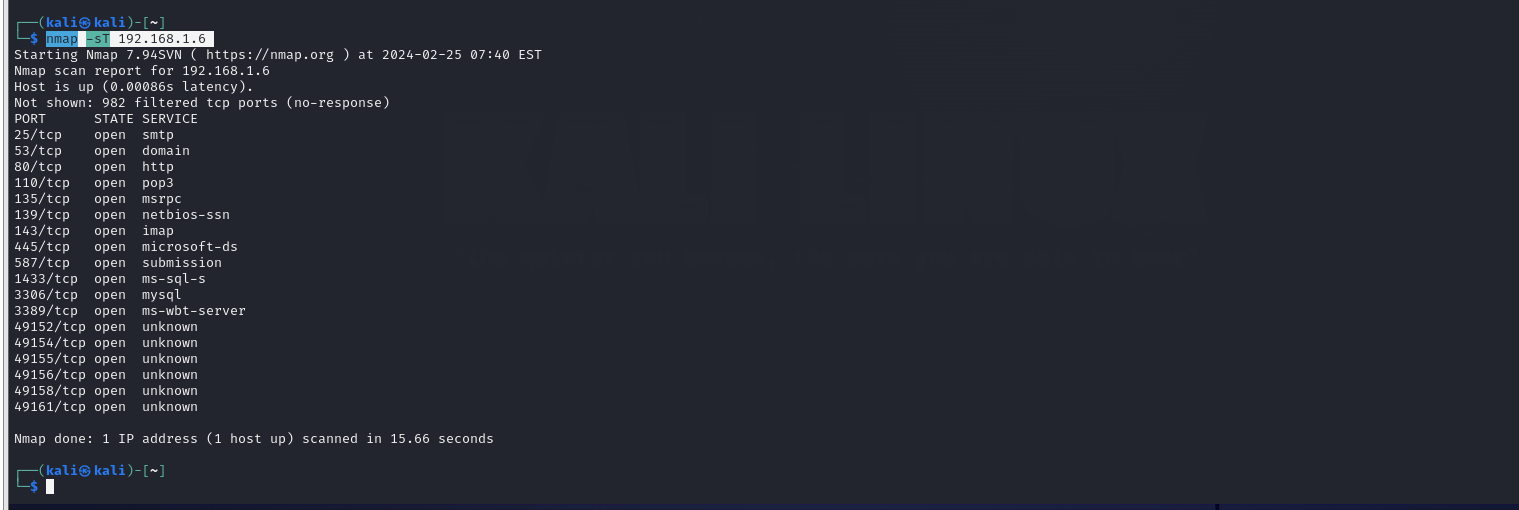 ┌──(kali㉿kali)-[~]
└─$ nmap -sT 192.168.1.6
Starting Nmap 7.94SVN ( https://nmap.org ) at 2024-02-25 07:40 EST
Nmap scan report for 192.168.1.6
Host is up (0.00086s latency).
Not shown: 982 filtered tcp ports (no-response)
PORT      STATE SERVICE
25/tcp    open  smtp
53/tcp    open  domain
80/tcp    open  http
110/tcp   open  pop3
135/tcp   open  msrpc
139/tcp   open  netbios-ssn
143/tcp   open  imap
445/tcp   open  microsoft-ds
587/tcp   open  submission
1433/tcp  open  ms-sql-s
3306/tcp  open  mysql
3389/tcp  open  ms-wbt-server
49152/tcp open  unknown
49154/tcp open  unknown
49155/tcp open  unknown
49156/tcp open  unknown
49158/tcp open  unknown
49161/tcp open  unknown
Nmap done: 1 IP address (1 host up) scanned in 15.66 seconds
┌──(kali㉿kali)-[~]
└─$